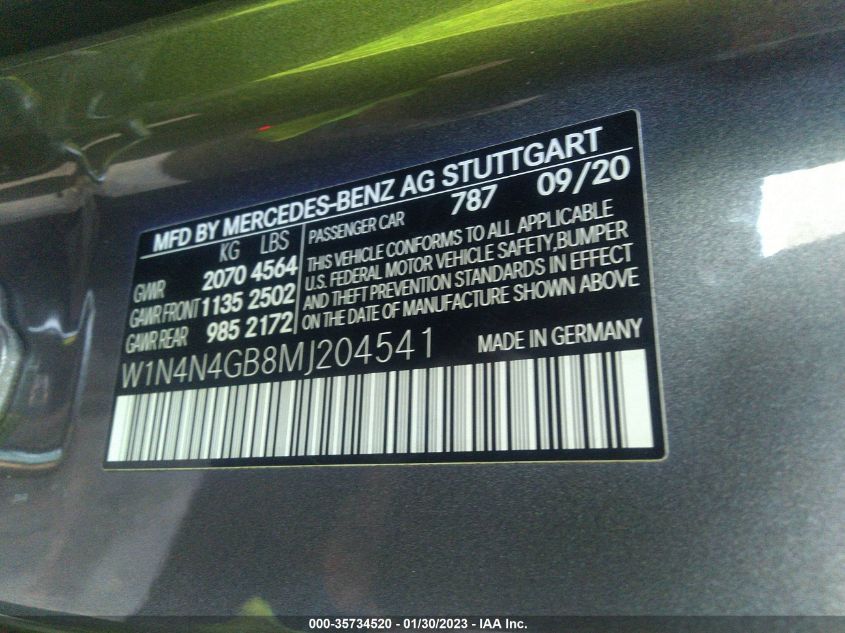 MFD BY MERCEDES-BENZ AG STUTTGART
KG LBS
GVWR 2070 4564
GAWR FRONT 1135 2502
GAWR REAR 985 2172
PASSENGER CAR 787 09/20
THIS VEHICLE CONFORMS TO ALL APPLICABLE
U.S. FEDERAL MOTOR VEHICLE SAFETY,BUMPER
AND THEFT PREVENTION STANDARDS IN EFFECT
ON THE DATE OF MANUFACTURE SHOWN ABOVE
W1N4N4GB8MJ204541 MADE IN GERMANY
000-35734520 / 01/30/2023 - IAA Inc.